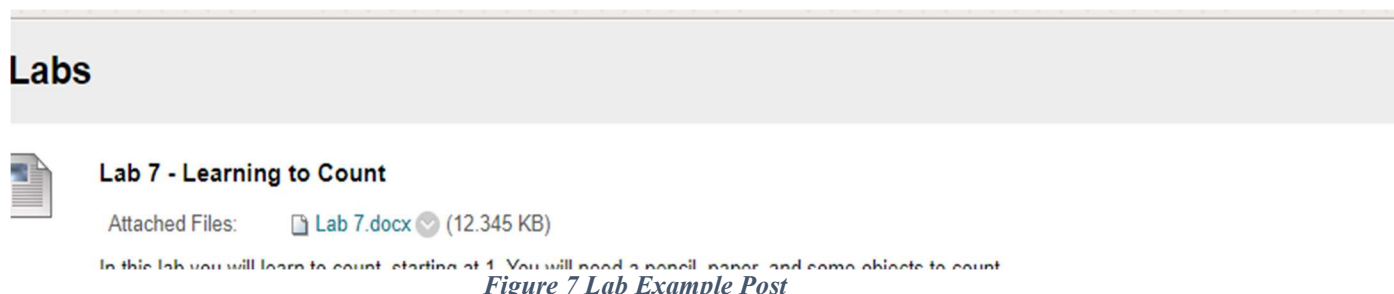 Labs
Lab 7 - Learning to Count
Attached Files: Lab 7.docx (12.345 KB)
In this lab you will learn to count, starting at 1. You will need a pencil, paper, and some objects to count
Figure 7 Lab Example Post